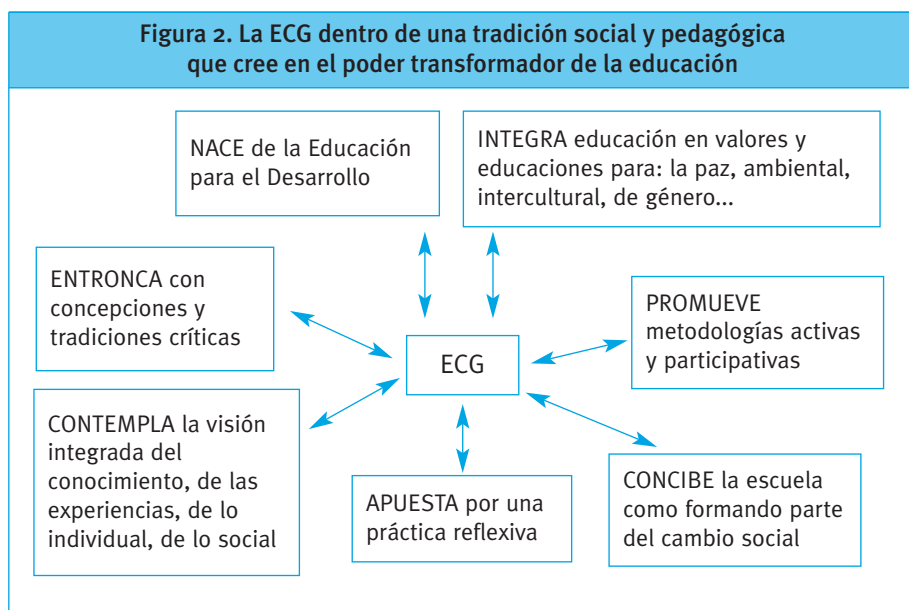 Figura 2. La ECG dentro de una tradición social y pedagógica
que cree en el poder transformador de la educación
NACE de la Educación
para el Desarrollo
INTEGRA educación en valores y
educaciones para: la paz, ambiental,
intercultural, de género...
ENTRONCA con
concepciones y
tradiciones críticas
PROMUEVE
metodologías activas
y participativas
ECG
CONTEMPLA la visión
integrada del
conocimiento, de las
experiencias, de lo
individual, de lo social
APUESTA por una
práctica reflexiva
CONCIBE la escuela
como formando parte
del cambio social